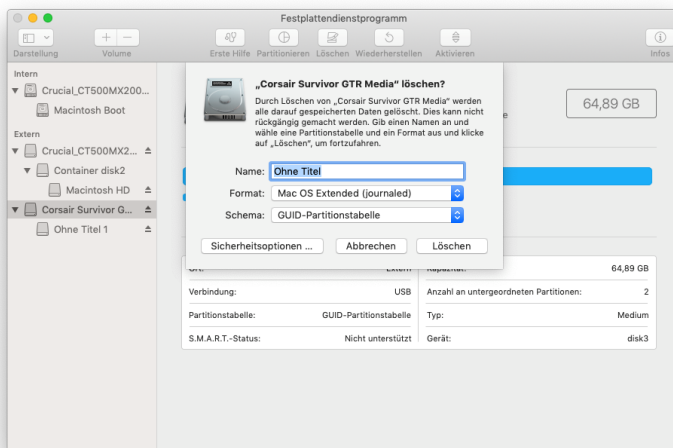 Festplattendienstprogramm
Darstellung
Volume
Erste Hilfe Partitionieren Löschen Wiederherstellen Aktivieren
Infos
Intern
Crucial_CT500MX200...
Macintosh Boot
Extern
Crucial_CT500MX2...
Container disk2
Macintosh HD
Corsair Survivor G...
Ohne Titel 1
„Corsair Survivor GTR Media“ löschen?
Durch Löschen von „Corsair Survivor GTR Media“ werden
alle darauf gespeicherten Daten gelöscht. Dies kann nicht
rückgängig gemacht werden. Gib einen Namen an und
wähle eine Partitionstabelle und ein Format aus und klicke
auf „Löschen“, um fortzufahren.
64,89 GB
Name: Ohne Titel
Format: Mac OS Extended (journaled)
Schema: GUID-Partitionstabelle
Sicherheitsoptionen ... Abbrechen Löschen
64,89 GB
Verbindung: USB
Anzahl an untergeordneten Partitionen: 2
Partitionstabelle: GUID-Partitionstabelle
Typ: Medium
S.M.A.R.T.-Status: Nicht unterstützt
Gerät: disk3